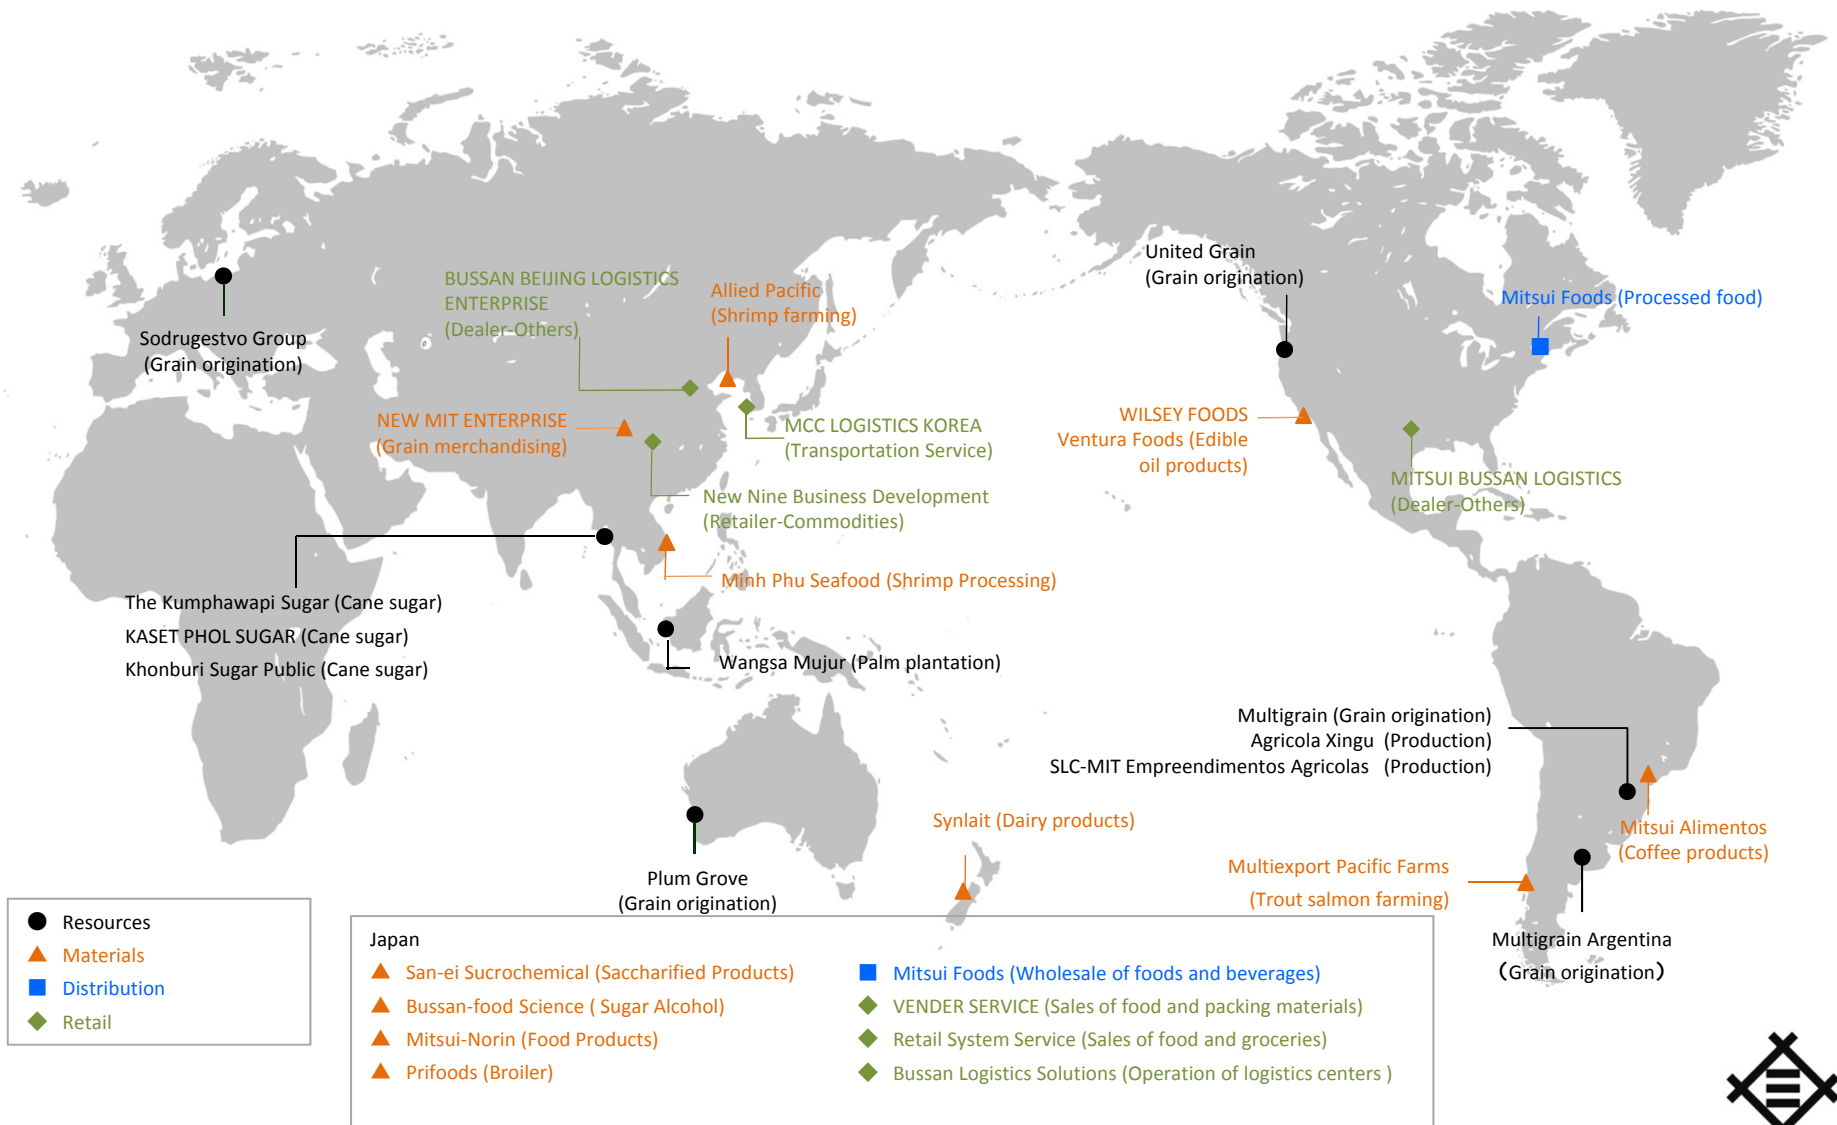 United Grain
(Grain origination)
BUSSAN BEIJING LOGISTICS
ENTERPRISE
(Dealer-Others)
Allied Pacific
(Shrimp farming)
Mitsui Foods (Processed food)
Sodrugestvo Group
(Grain origination)
NEW MIT ENTERPRISE
(Grain merchandising)
MCC LOGISTICS KOREA
(Transportation Service)
WILSEY FOODS
Ventura Foods (Edible
oil products)
MITSUI BUSSAN LOGISTICS
(Dealer-Others)
New Nine Business Development
(Retailer-Commodities)
Minh Phu Seafood (Shrimp Processing)
The Kumphawapi Sugar (Cane sugar)
KASET PHOL SUGAR (Cane sugar)
Khonburi Sugar Public (Cane sugar)
Wangsa Mujur (Palm plantation)
Multigrain (Grain origination)
Agricola Xingu (Production)
SLC-MIT Empreendimentos Agricolas (Production)
Synlait (Dairy products)
Mitsui Alimentos
(Coffee products)
Plum Grove
(Grain origination)
Multiexport Pacific Farms
(Trout salmon farming)
Multigrain Argentina
（Grain origination）
Resources
Materials
Distribution
Retail
Japan
San-ei Sucrochemical (Saccharified Products)
Bussan-food Science ( Sugar Alcohol)
Mitsui-Norin (Food Products)
Prifoods (Broiler)
Mitsui Foods (Wholesale of foods and beverages)
VENDER SERVICE (Sales of food and packing materials)
Retail System Service (Sales of food and groceries)
Bussan Logistics Solutions (Operation of logistics centers )